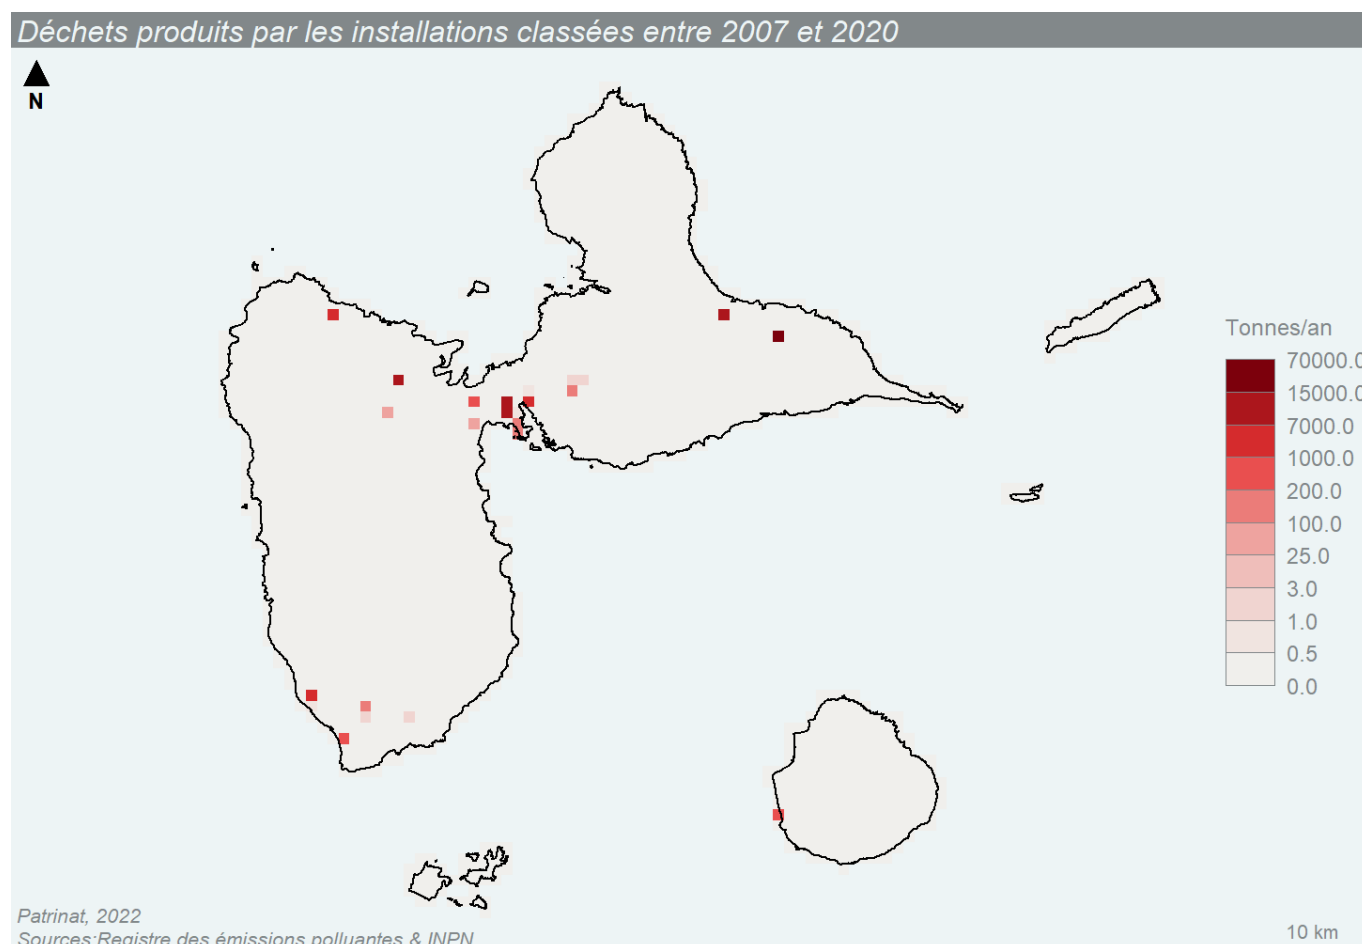 Déchets produits par les installations classées entre 2007 et 2020
N
Tonnes/an
70000.0
15000.0
7000.0
1000.0
200.0
100.0
25.0
3.0
1.0
0.5
0.0
Patrinat, 2022
Sources:Registre des émissions polluantes & INPN
10 km